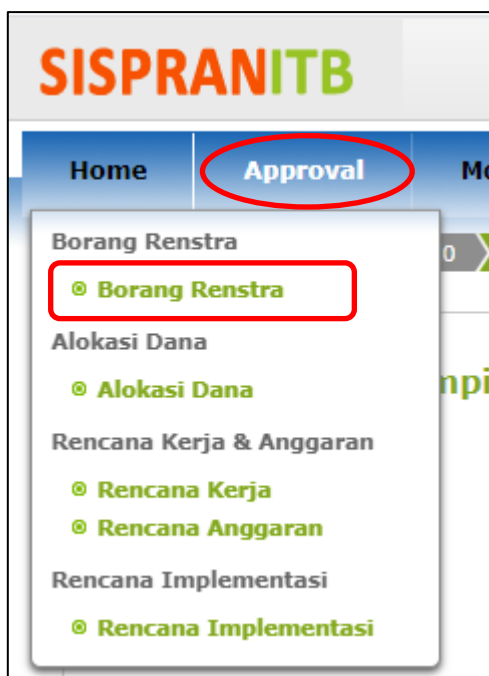 SISPRANITB
Home Approval
Borang Renstra
Borang Renstra
Alokasi Dana
Alokasi Dana
Rencana Kerja & Anggaran
Rencana Kerja
Rencana Anggaran
Rencana Implementasi
Rencana Implementasi